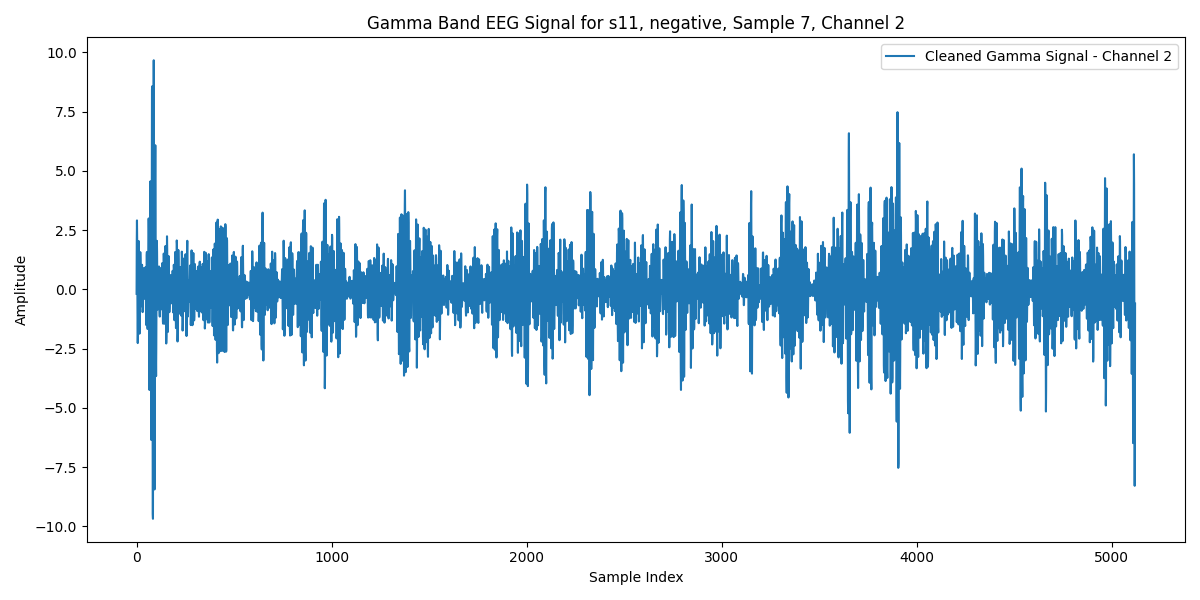 Gamma Band EEG Signal for s11, negative, Sample 7, Channel 2
Cleaned Gamma Signal - Channel 2
Amplitude
10.0
7.5
5.0
2.5
0.0
−2.5
−5.0
−7.5
−10.0
0 1000 2000 3000 4000 5000
Sample Index